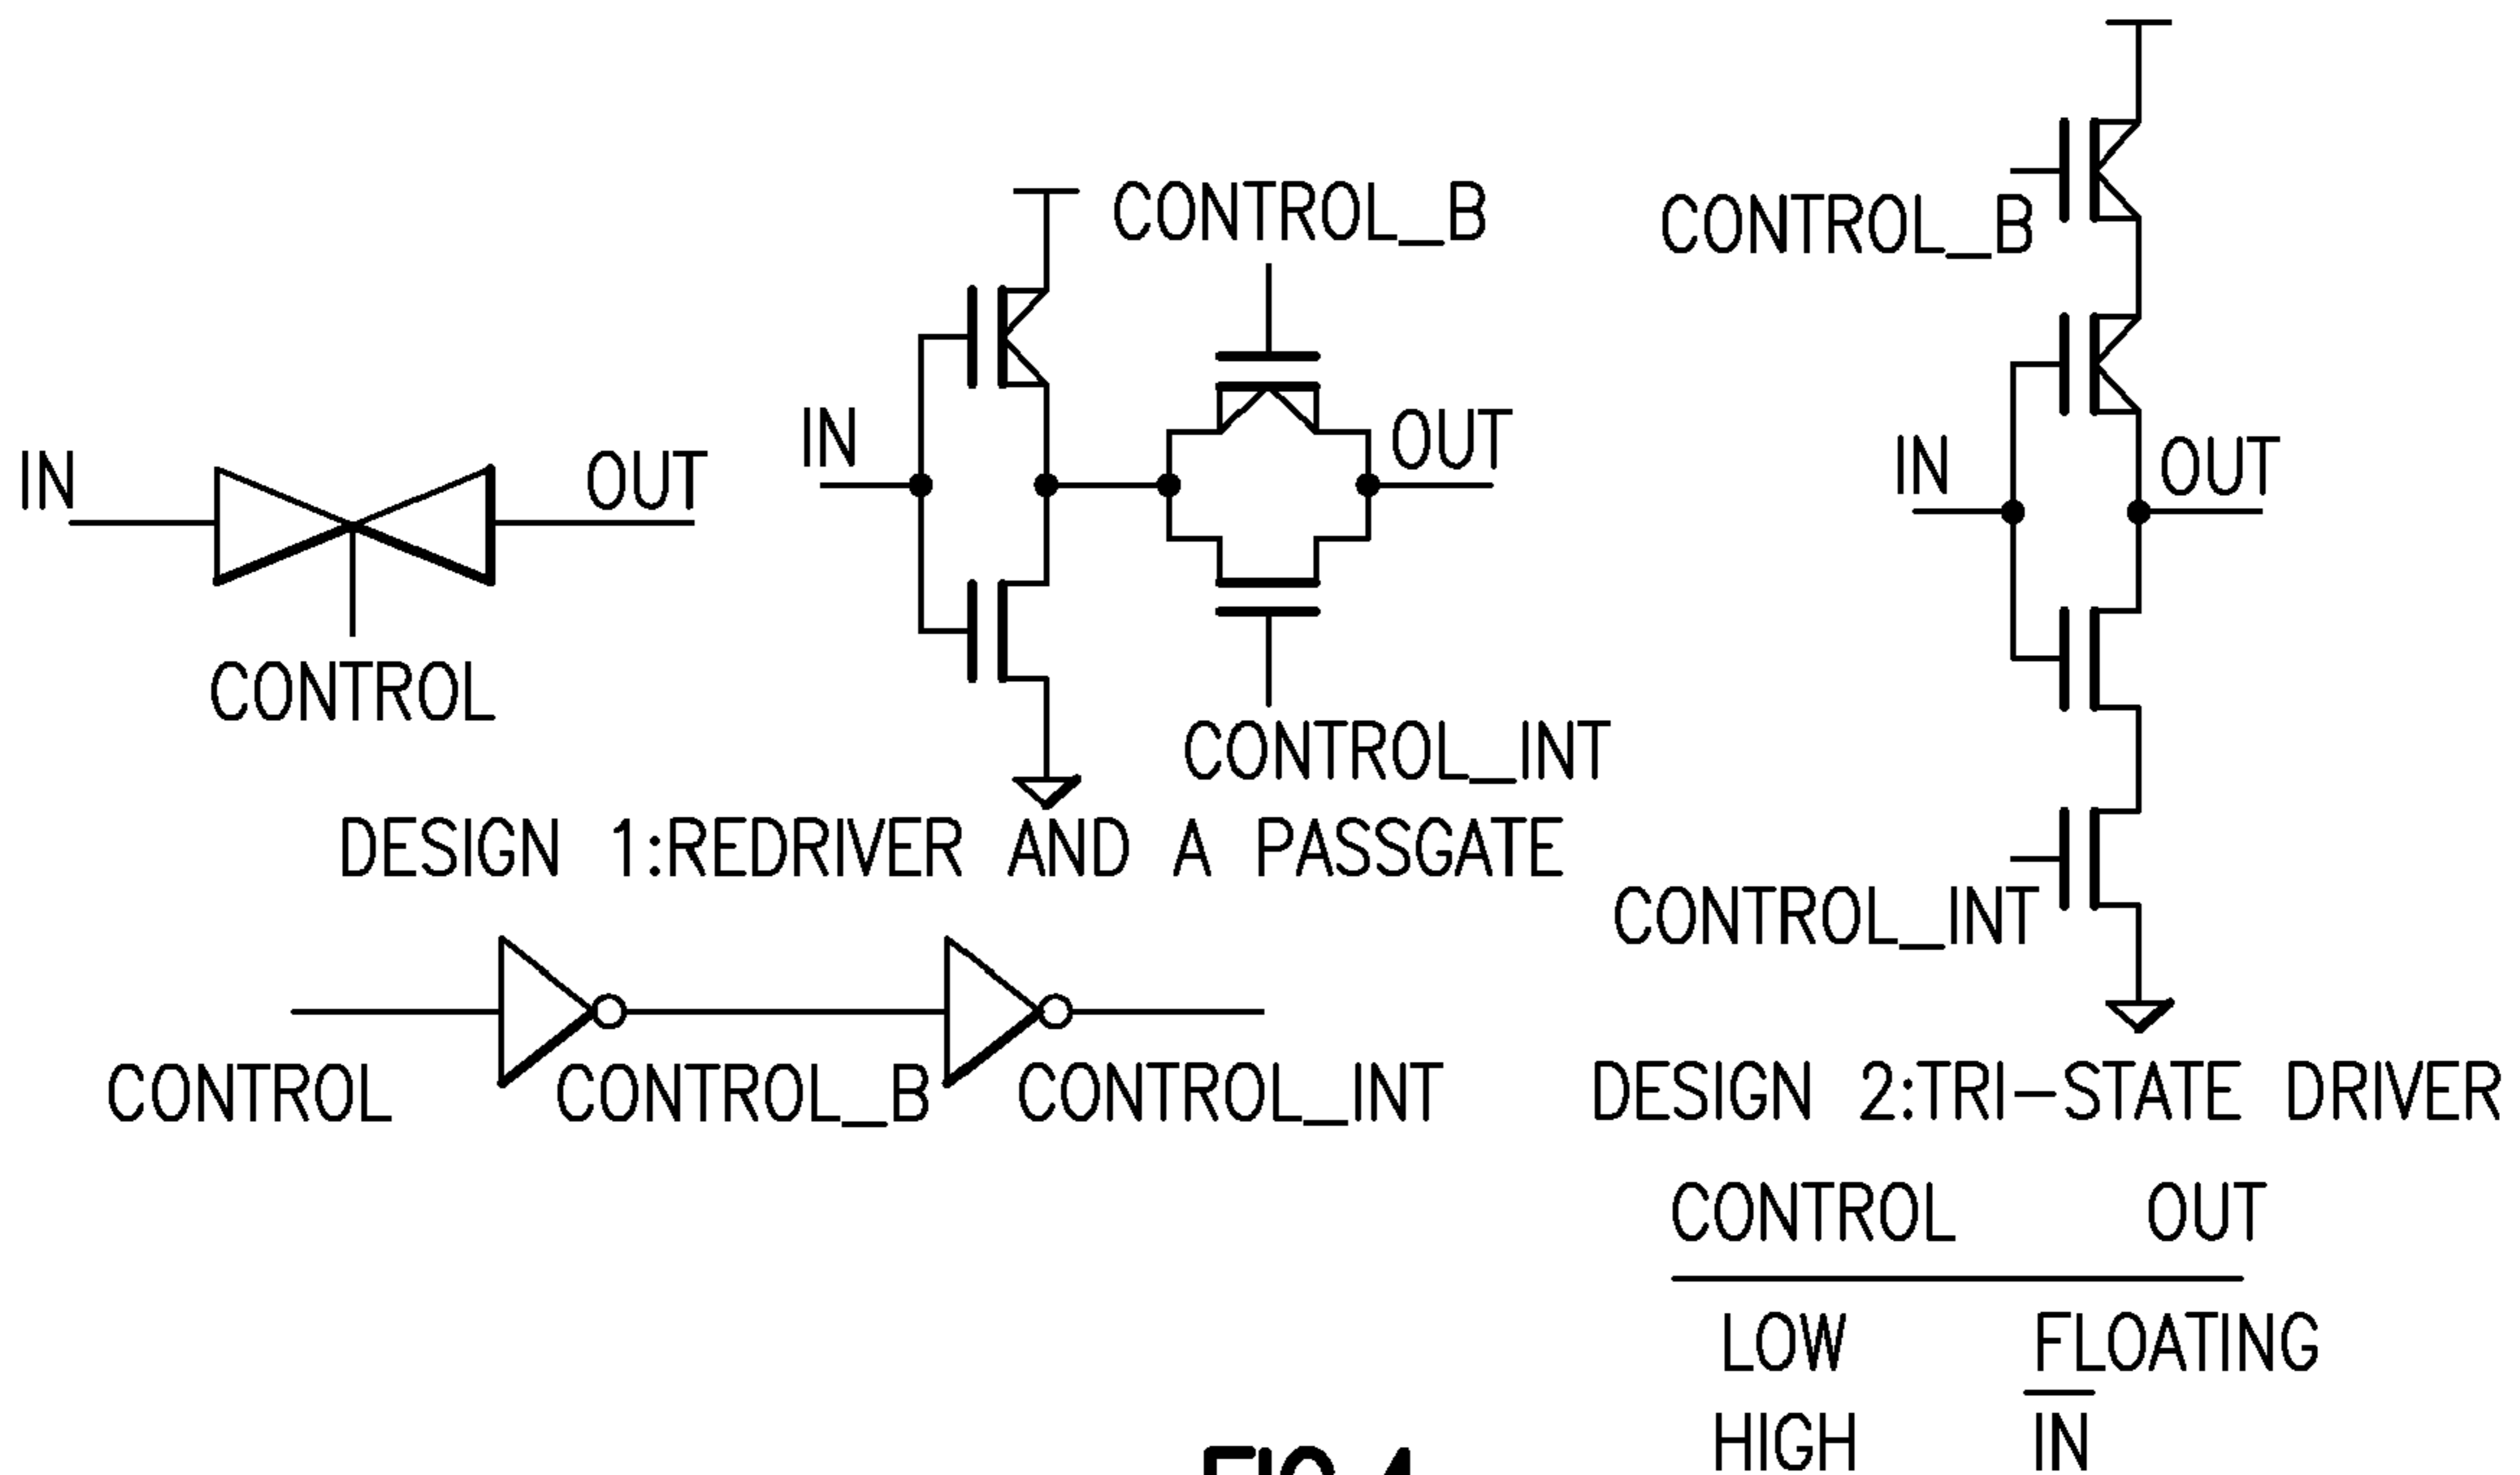 IN
OUT
CONTROL
IN
CONTROL_B
OUT
CONTROL_INT
DESIGN 1:REDRIVER AND A PASSGATE
CONTROL
CONTROL_B
CONTROL_INT
CONTROL_B
IN
OUT
CONTROL_INT
DESIGN 2:TRI-STATE DRIVER
CONTROL OUT
LOW FLOATING
HIGH I̅N̅